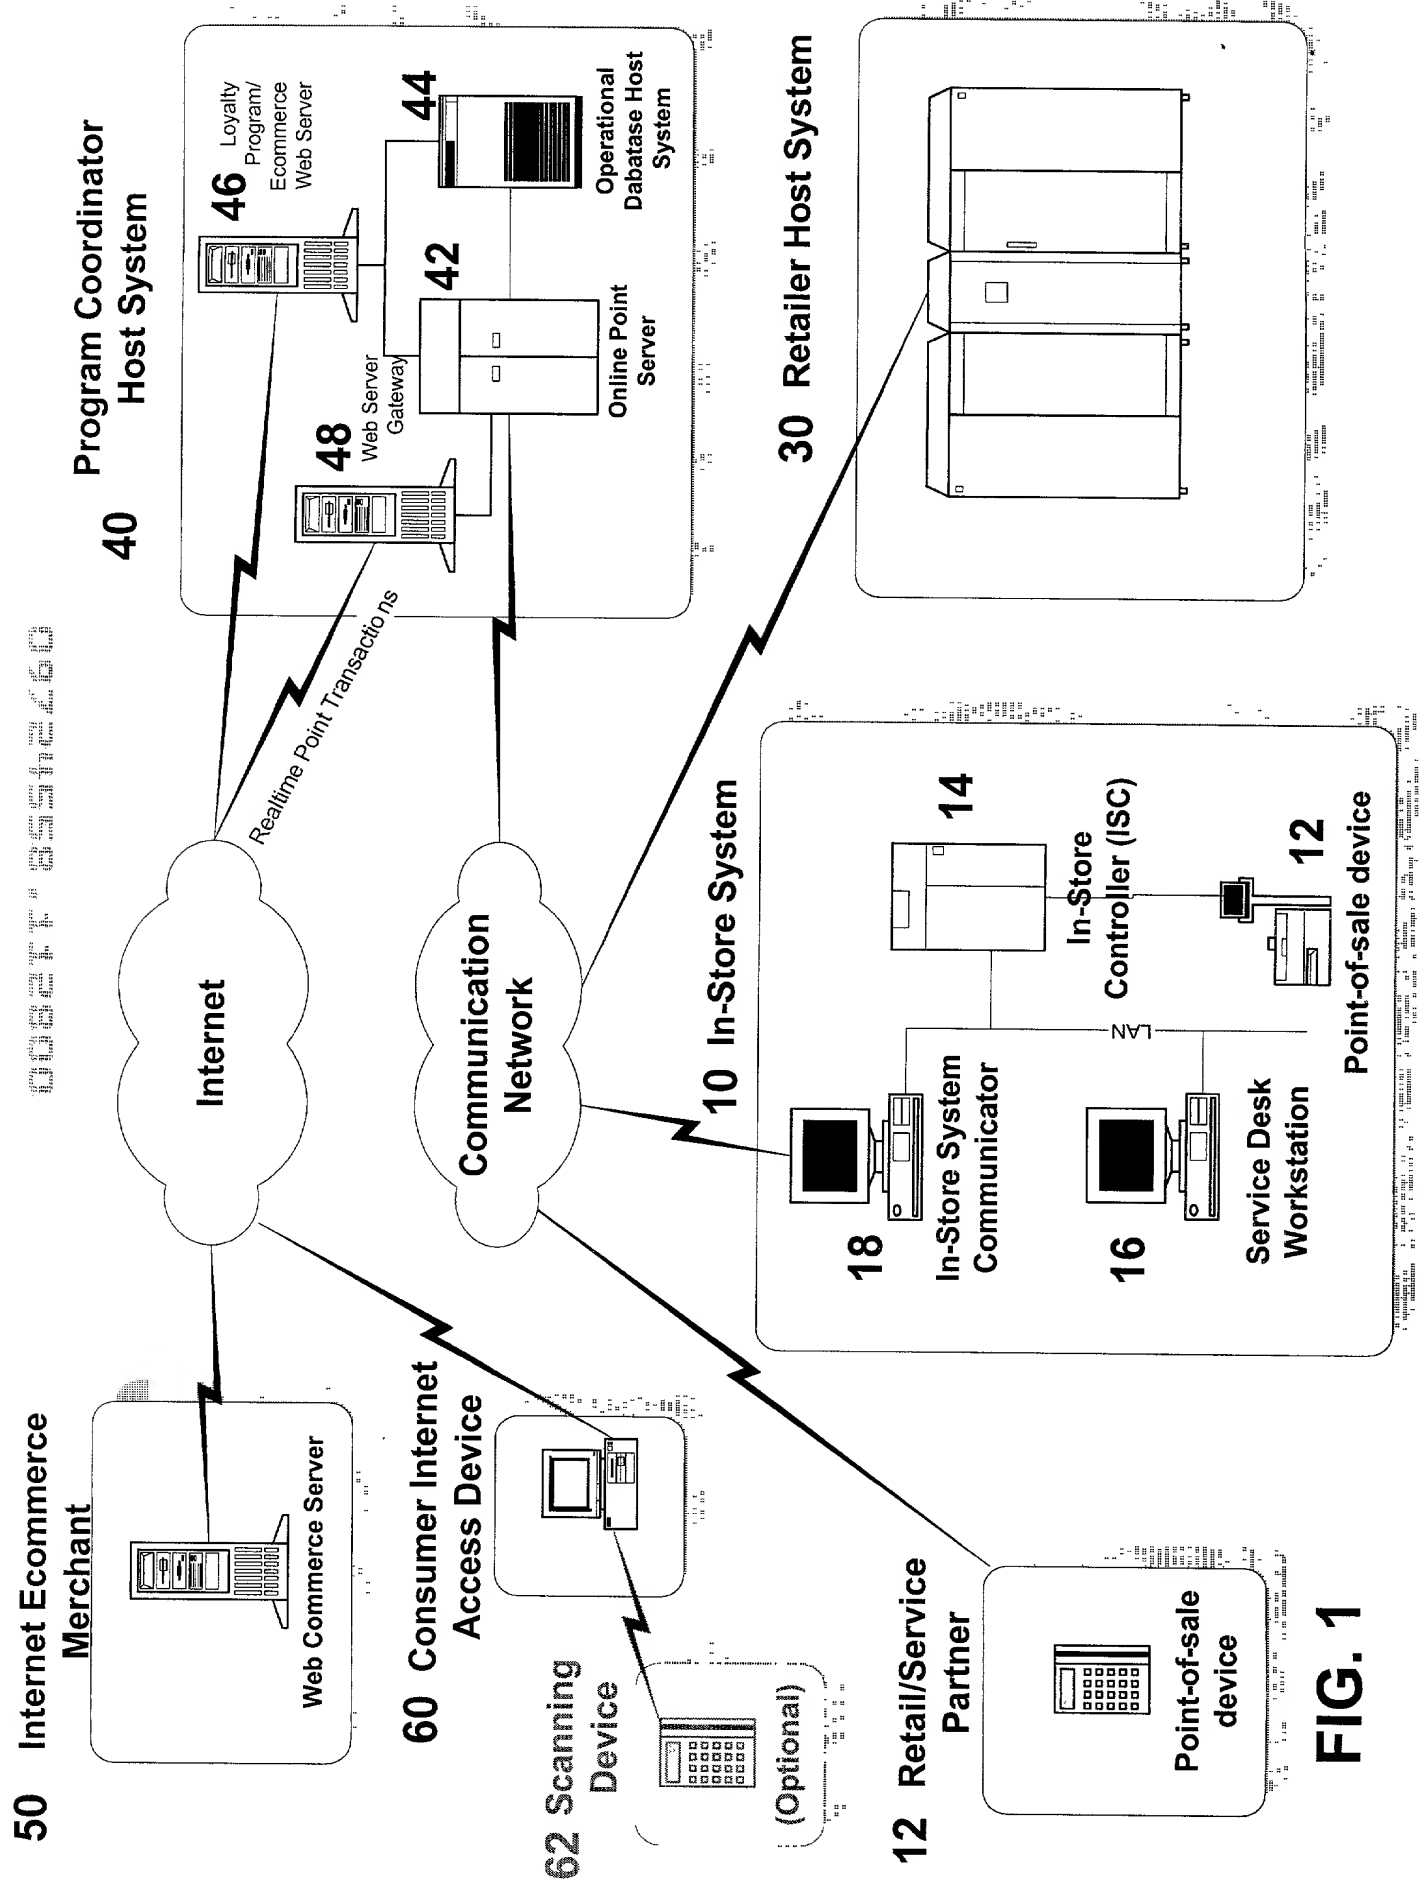 50 Internet Ecommerce
Merchant
Web Commerce Server
60 Consumer Internet
Access Device
62 Scanning
Device
(Optional)
12 Retail/Service
Partner
Point-of-sale
device
Internet
Communication
Network
Realtime Point Transactions
40 Program Coordinator
Host System
46
Loyalty
Program/
Ecommerce
Web Server
48
Web Server
Gateway
42
Online Point
Server
44
Operational
Dabatase Host
System
30 Retailer Host System
10 In-Store System
18
In-Store System
Communicator
16
Service Desk
Workstation
LAN
14
In-Store
Controller (ISC)
12
Point-of-sale device
FIG. 1